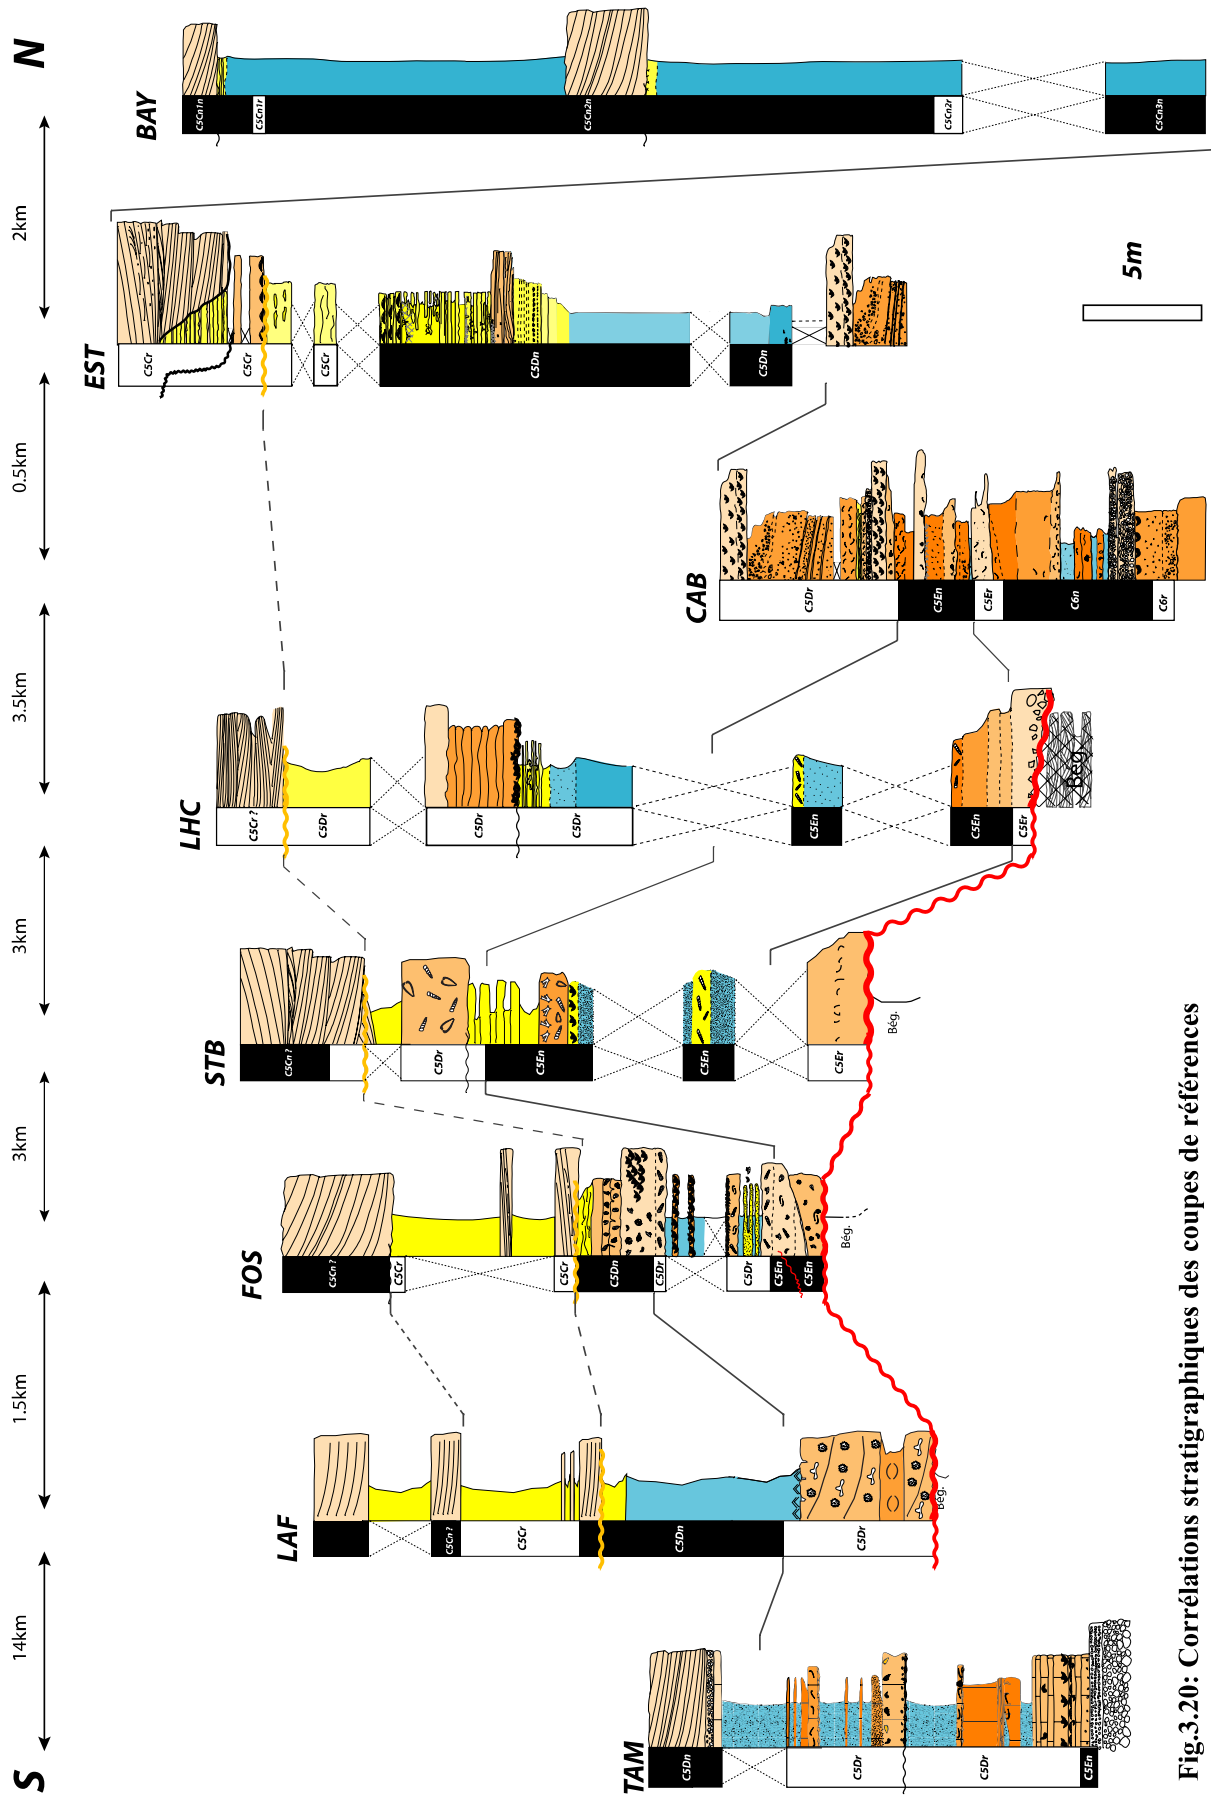 S
N
14km
1.5km
3km
3km
3.5km
0.5km
2km
TAM
C5Dn
C5Dr
C5Dr
C5En
LAF
C5Cn ?
C5Cr
C5Dn
C5Dr
Bég.
FOS
C5Cn ?
C5Cr
C5Cr
C5Dn
C5Dr
C5Dr
C5En
C5En
Bég.
STB
C5Cn ?
C5Dr
C5En
C5En
C5Er
Bég.
LHC
C5Cr ?
C5Dr
C5Dr
C5Dr
C5En
C5En
C5Er
Bég.
CAB
C5Dr
C5En
C5Er
C6n
C6r
EST
C5Cr
C5Cr
C5Cr
C5Dn
C5Dn
BAY
C5Cn1n
C5Cn1r
C5Cn2n
C5Cn2r
C5Cn3n
5m
Fig.3.20: Corrélations stratigraphiques des coupes de références